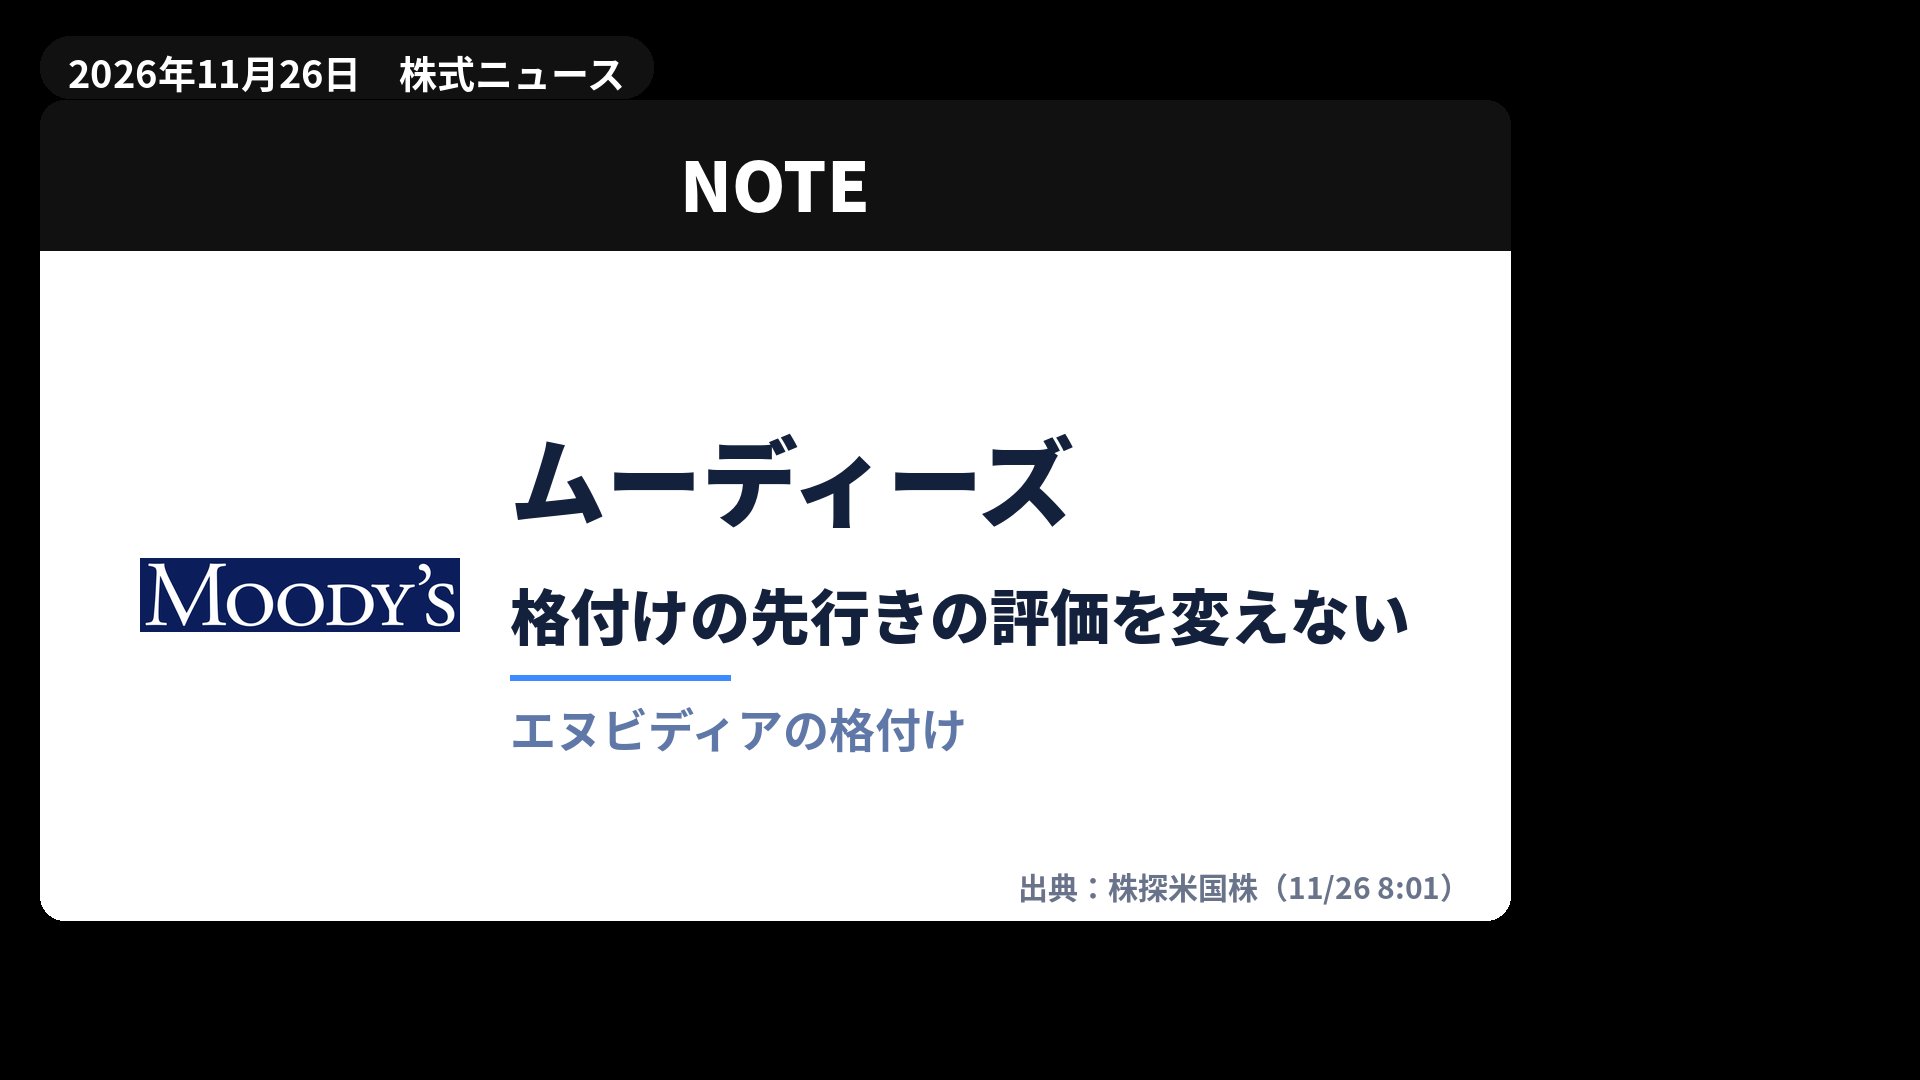 2026年11月26日　株式ニュース
NOTE
ムーディーズ
MOODY'S
格付けの先行きの評価を変えない
エヌビディアの格付け
出典：株探米国株（11/26 8:01）